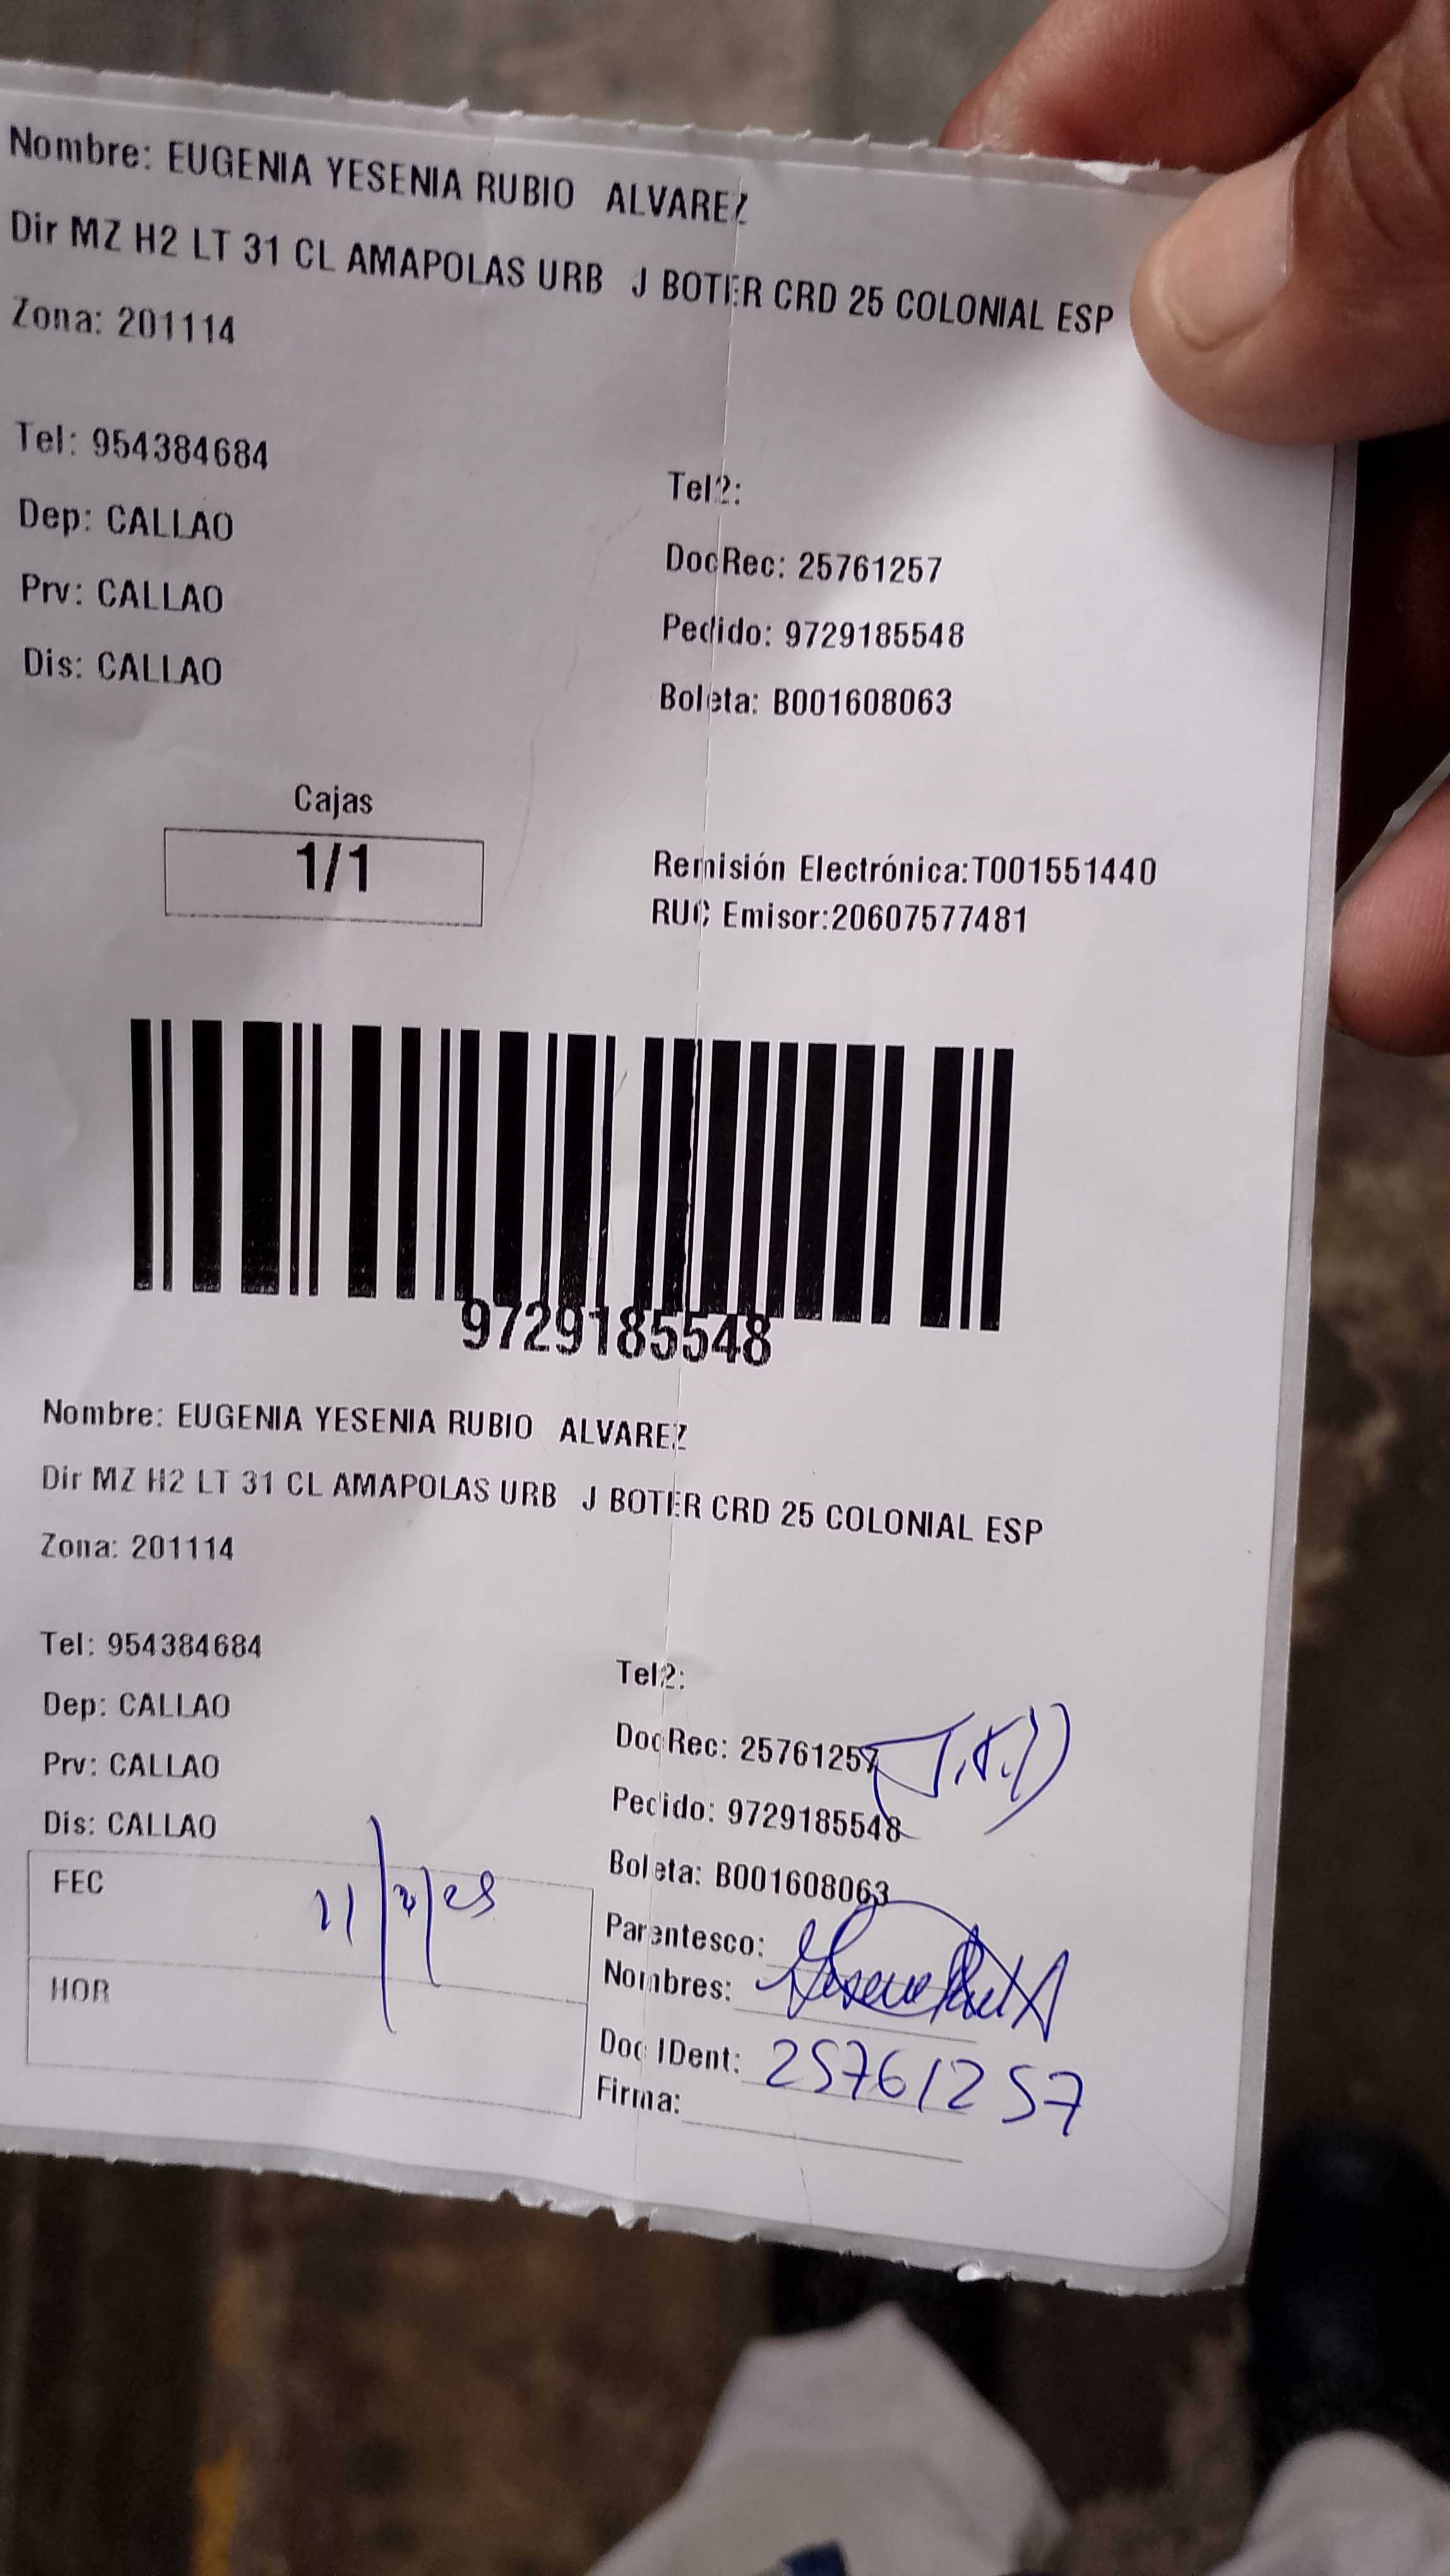 Nombre: EUGENIA YESENIA RUBIO ALVAREZ
Dir MZ H2 LT 31 CL AMAPOLAS URB J BOTER CRD 25 COLONIAL ESP
Zona: 201114
Tel: 954384684
Tel2:
Dep: CALLAO
DocRec: 25761257
Prv: CALLAO
Pedido: 9729185548
Dis: CALLAO
Boleta: B001608063
Cajas
1/1
Remisión Electrónica:T001551440
RUC Emisor:20607577481
9729185548
Nombre: EUGENIA YESENIA RUBIO ALVAREZ
Dir MZ H2 LT 31 CL AMAPOLAS URB J BOTER CRD 25 COLONIAL ESP
Zona: 201114
Tel: 954384684
Tel2:
Dep: CALLAO
DocRec: 25761257
Prv: CALLAO
Pedido: 9729185548
Dis: CALLAO
Boleta: B001608063
FEC
Parentesco:
Nombres:
HOR
Doc IDent: 25761257
Firma: